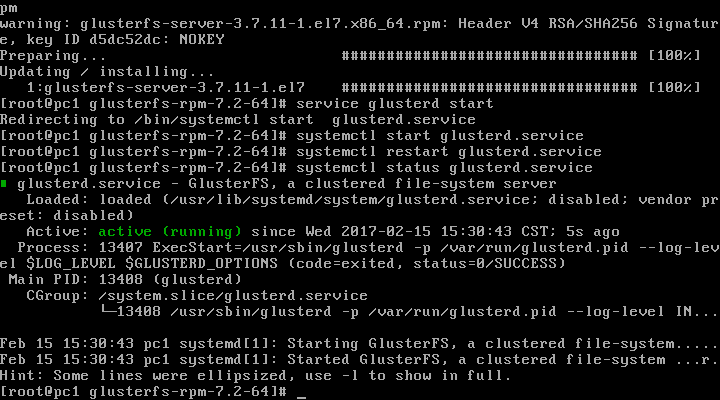 pm
warning: glusterfs-server-3.7.11-1.el7.x86_64.rpm: Header V4 RSA/SHA256 Signatur
e, key ID d5dc52dc: NOKEY
Preparing...                          ################################# [100%]
Updating / installing...
   1:glusterfs-server-3.7.11-1.el7    ################################# [100%]
[root@pc1 glusterfs-rpm-7.2-64]# service glusterd start
Redirecting to /bin/systemctl start  glusterd.service
[root@pc1 glusterfs-rpm-7.2-64]# systemctl start glusterd.service
[root@pc1 glusterfs-rpm-7.2-64]# systemctl restart glusterd.service
[root@pc1 glusterfs-rpm-7.2-64]# systemctl status glusterd.service
glusterd.service - GlusterFS, a clustered file-system server
   Loaded: loaded (/usr/lib/systemd/system/glusterd.service; disabled; vendor pr
eset: disabled)
   Active: active (running) since Wed 2017-02-15 15:30:43 CST; 5s ago
  Process: 13407 ExecStart=/usr/sbin/glusterd -p /var/run/glusterd.pid --log-lev
el $LOG_LEVEL $GLUSTERD_OPTIONS (code=exited, status=0/SUCCESS)
 Main PID: 13408 (glusterd)
   CGroup: /system.slice/glusterd.service
           └─13408 /usr/sbin/glusterd -p /var/run/glusterd.pid --log-level IN...
Feb 15 15:30:43 pc1 systemd[1]: Starting GlusterFS, a clustered file-system.....
Feb 15 15:30:43 pc1 systemd[1]: Started GlusterFS, a clustered file-system ...r.
Hint: Some lines were ellipsized, use -l to show in full.
[root@pc1 glusterfs-rpm-7.2-64]# _